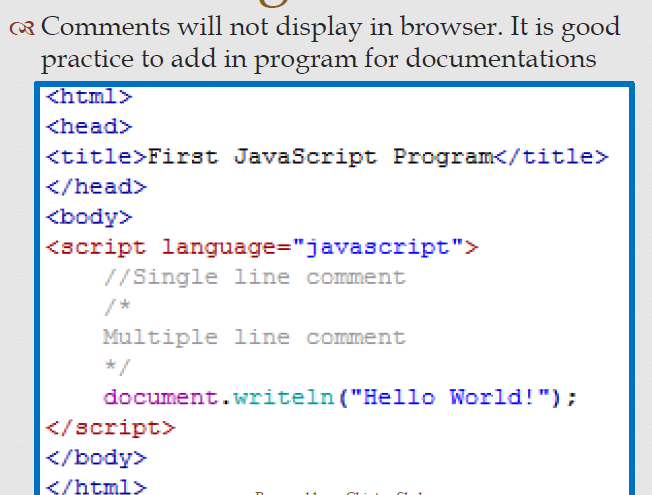 Comments will not display in browser. It is good
practice to add in program for documentations
<html>
<head>
<title>First JavaScript Program</title>
</head>
<body>
<script language="javascript">
//Single line comment
/*
Multiple line comment
*/
document.writeln("Hello World!");
</script>
</body>
</html>